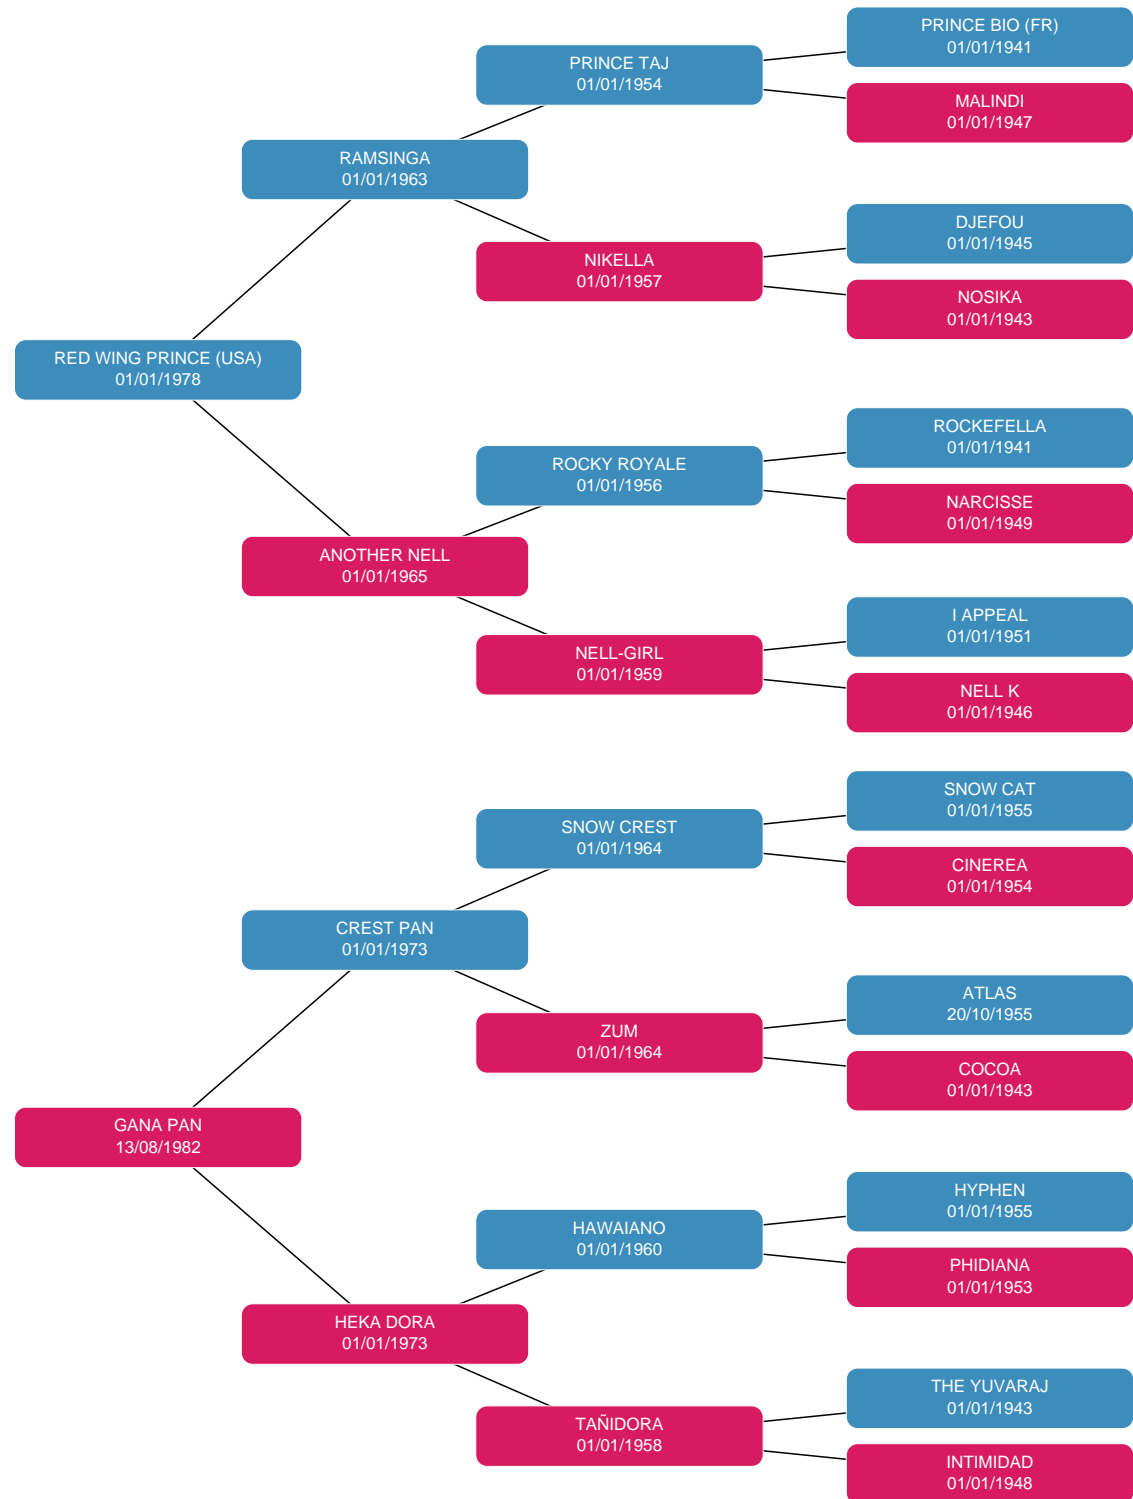 PRINCE BIO (FR)
01/01/1941
PRINCE TAJ
01/01/1954
MALINDI
01/01/1947
RAMSINGA
01/01/1963
DJEFOU
01/01/1945
NIKELLA
01/01/1957
NOSIKA
01/01/1943
RED WING PRINCE (USA)
01/01/1978
ROCKEFELLA
01/01/1941
ROCKY ROYALE
01/01/1956
NARCISSE
01/01/1949
ANOTHER NELL
01/01/1965
I APPEAL
01/01/1951
NELL-GIRL
01/01/1959
NELL K
01/01/1946
SNOW CAT
01/01/1955
SNOW CREST
01/01/1964
CINEREA
01/01/1954
CREST PAN
01/01/1973
ATLAS
20/10/1955
ZUM
01/01/1964
COCOA
01/01/1943
GANA PAN
13/08/1982
HYPHEN
01/01/1955
HAWAIANO
01/01/1960
PHIDIANA
01/01/1953
HEKA DORA
01/01/1973
THE YUVARAJ
01/01/1943
TAÑIDORA
01/01/1958
INTIMIDAD
01/01/1948